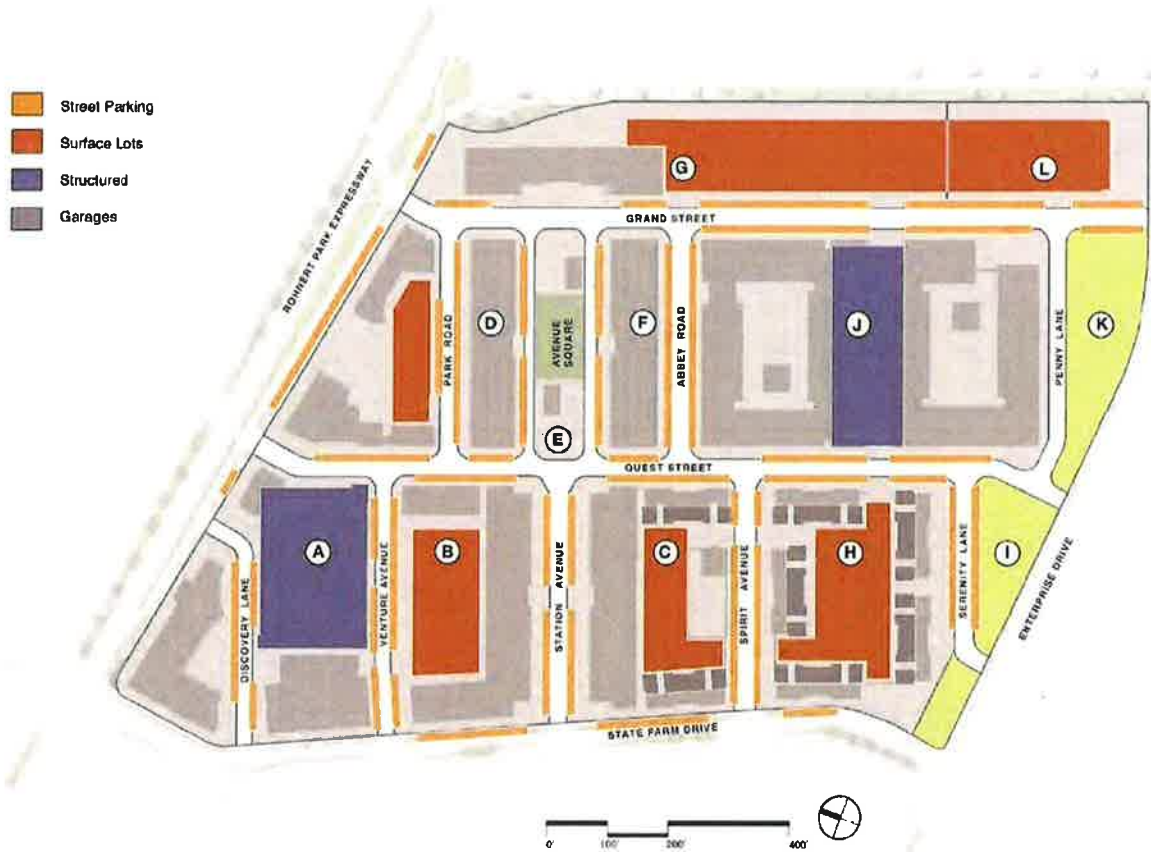 Street Parking
Surface Lots
Structured
Garages
ROHNERT PARK EXPRESSWAY
G
L
GRAND STREET
D
PARK ROAD
AVENUE
SQUARE
F
ABBEY ROAD
J
PENNY LANE
K
E
QUEST STREET
A
B
C
H
I
DISCOVERY LANE
VENTURE AVENUE
STATION AVENUE
SPIRIT AVENUE
SERENITY LANE
ENTERPRISE DRIVE
STATE FARM DRIVE
0' 100' 200' 400'